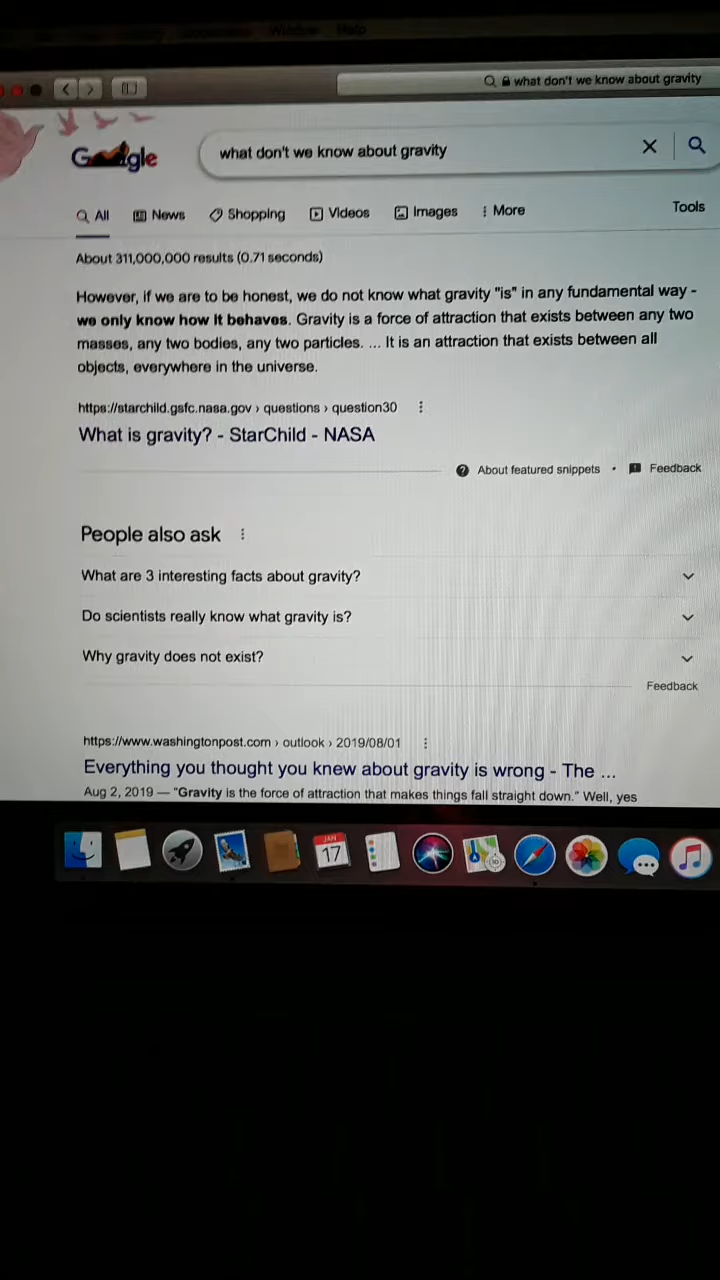 Window Help
what don't we know about gravity
Google
what don't we know about gravity
All News Shopping Videos Images More
Tools
About 311,000,000 results (0.71 seconds)
However, if we are to be honest, we do not know what gravity "is" in any fundamental way -
we only know how it behaves. Gravity is a force of attraction that exists between any two
masses, any two bodies, any two particles. ... It is an attraction that exists between all
objects, everywhere in the universe.
https://starchild.gsfc.nasa.gov › questions › question30
What is gravity? - StarChild - NASA
About featured snippets • Feedback
People also ask
What are 3 interesting facts about gravity?
Do scientists really know what gravity is?
Why gravity does not exist?
Feedback
https://www.washingtonpost.com › outlook › 2019/08/01
Everything you thought you knew about gravity is wrong - The ...
Aug 2, 2019 — "Gravity is the force of attraction that makes things fall straight down." Well, yes
JAN
17